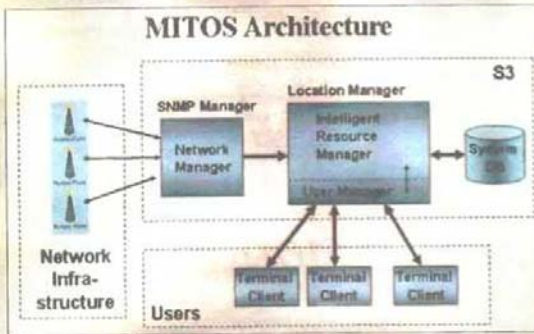 MITOS Architecture
S3
Location Manager
SNMP Manager
Intelligent
Resource
Manager
Network
Manager
System
DB
User Manager
Network
Infra-
structure
Terminal
Client
Terminal
Client
Terminal
Client
Users